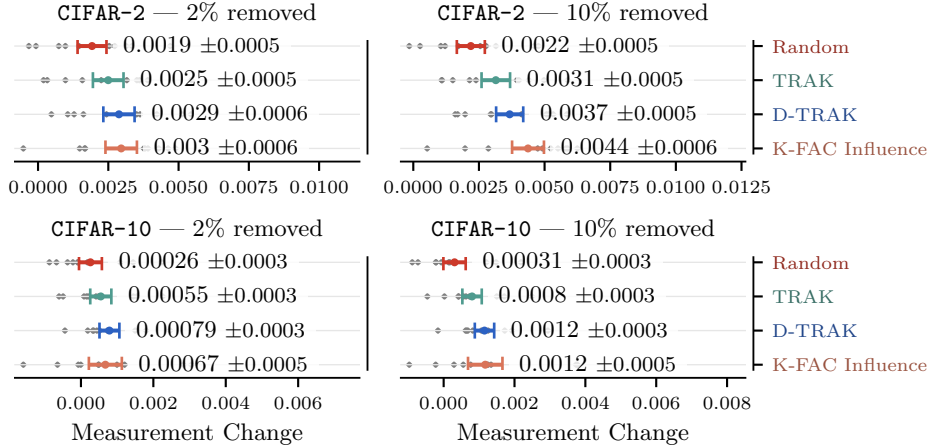 CIFAR-2 — 2% removed
0.0019 ±0.0005
0.0025 ±0.0005
0.0029 ±0.0006
0.003 ±0.0006
0.0000 0.0025 0.0050 0.0075 0.0100
CIFAR-2 — 10% removed
0.0022 ±0.0005
0.0031 ±0.0005
0.0037 ±0.0005
0.0044 ±0.0006
0.0000 0.0025 0.0050 0.0075 0.0100 0.0125
Random
TRAK
D-TRAK
K-FAC Influence
CIFAR-10 — 2% removed
0.00026 ±0.0003
0.00055 ±0.0003
0.00079 ±0.0003
0.00067 ±0.0005
0.000 0.002 0.004 0.006
Measurement Change
CIFAR-10 — 10% removed
0.00031 ±0.0003
0.0008 ±0.0003
0.0012 ±0.0003
0.0012 ±0.0005
0.000 0.002 0.004 0.006 0.008
Measurement Change
Random
TRAK
D-TRAK
K-FAC Influence